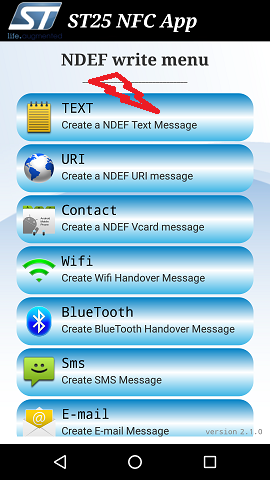 ST
life.augmented
ST25 NFC App
NDEF write menu
TEXT
Create a NDEF Text Message
URI
Create a NDEF URI message
Contact
Create a NDEF Vcard message
Wifi
Create Wifi Handover Message
BlueTooth
Create BlueTooth Handover Message
Sms
Create SMS Message
E-mail
Create E-mail Message
version 2.1.0